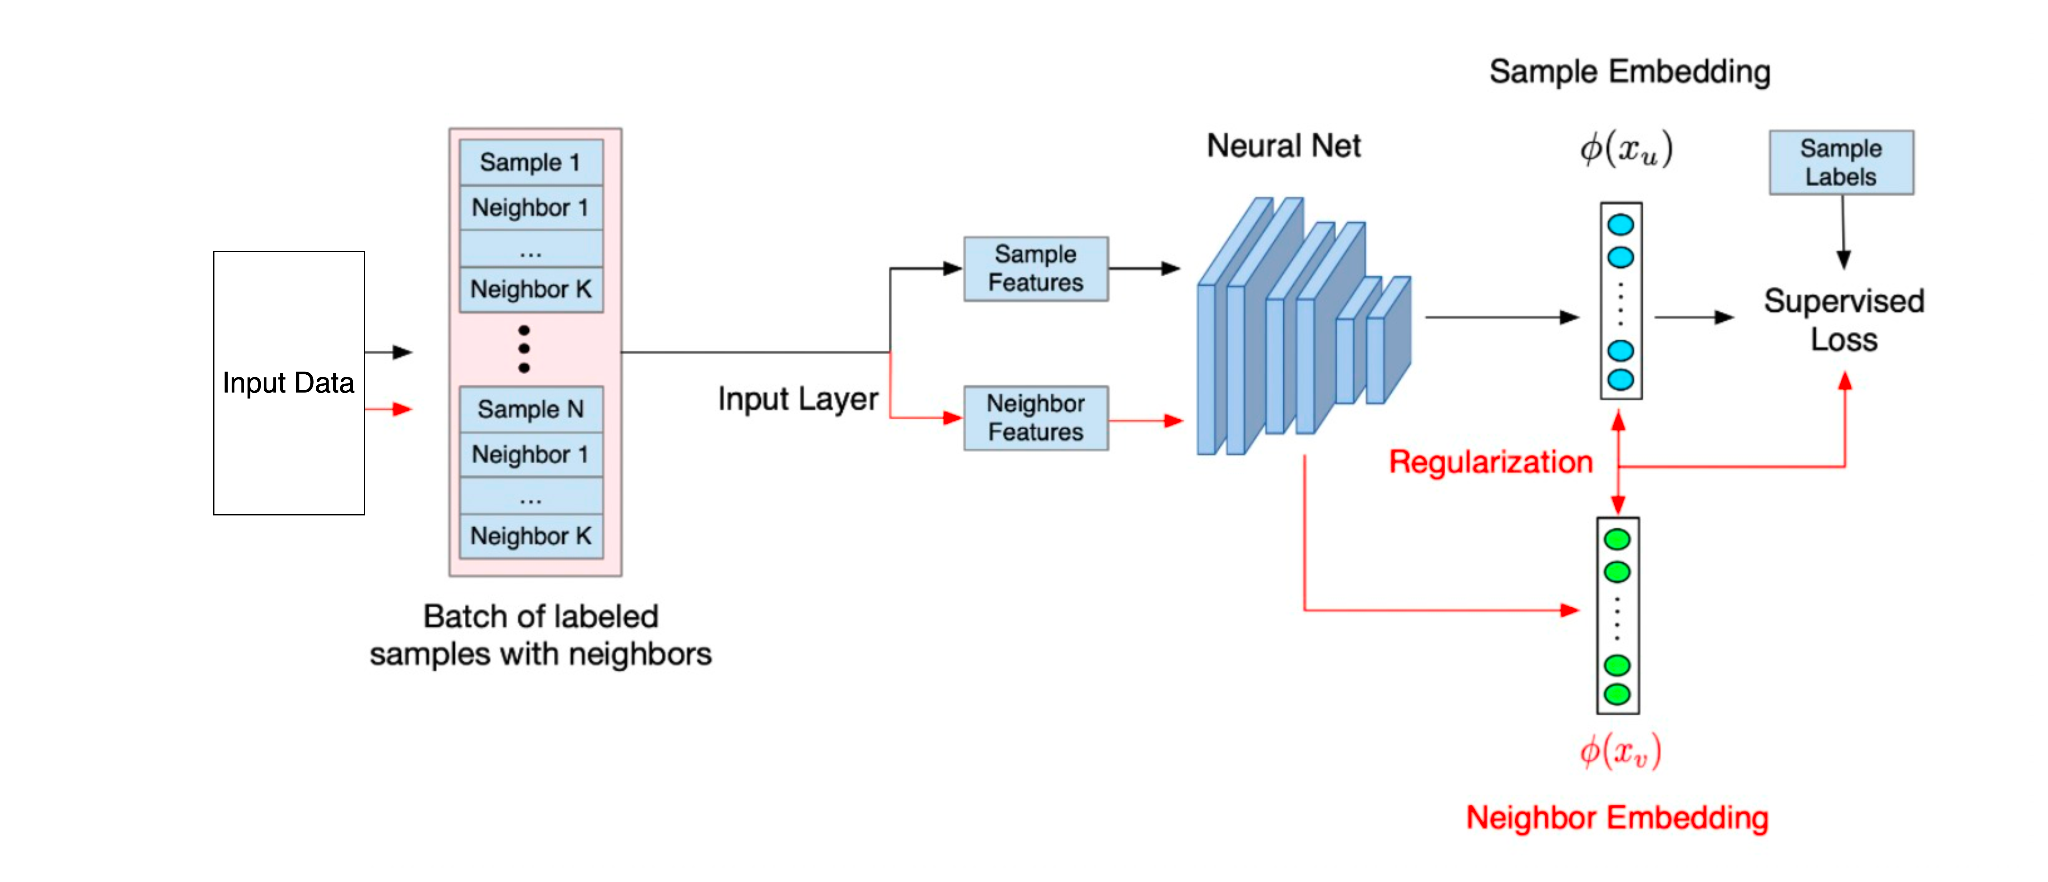 Input Data
Sample 1
Neighbor 1
...
Neighbor K
Sample N
Neighbor 1
...
Neighbor K
Batch of labeled
samples with neighbors
Input Layer
Sample
Features
Neighbor
Features
Neural Net
Sample Embedding
ϕ(x_u)
Sample
Labels
Supervised
Loss
Regularization
ϕ(x_v)
Neighbor Embedding